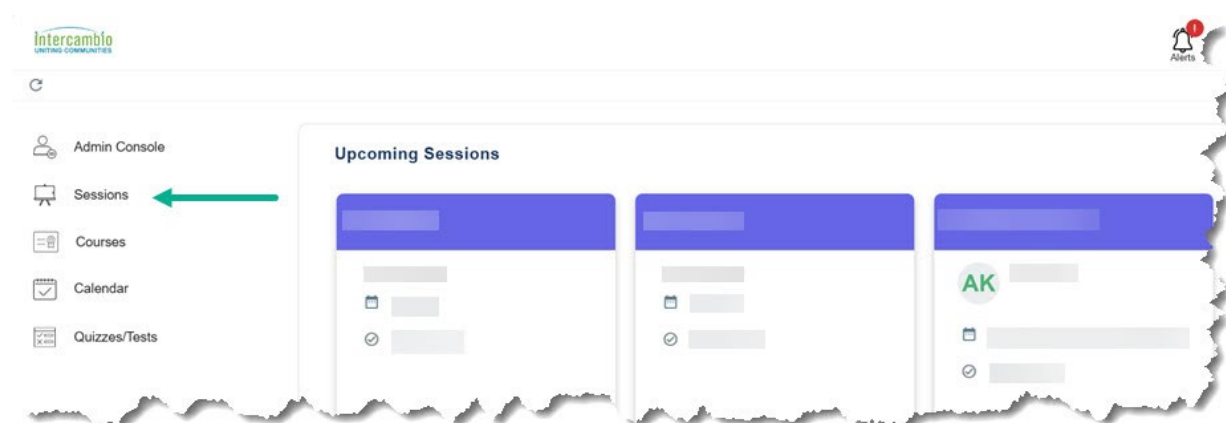 intercambio
UNITING COMMUNITIES
!
Alerts
Admin Console
Sessions
Courses
Calendar
Quizzes/Tests
Upcoming Sessions
AK